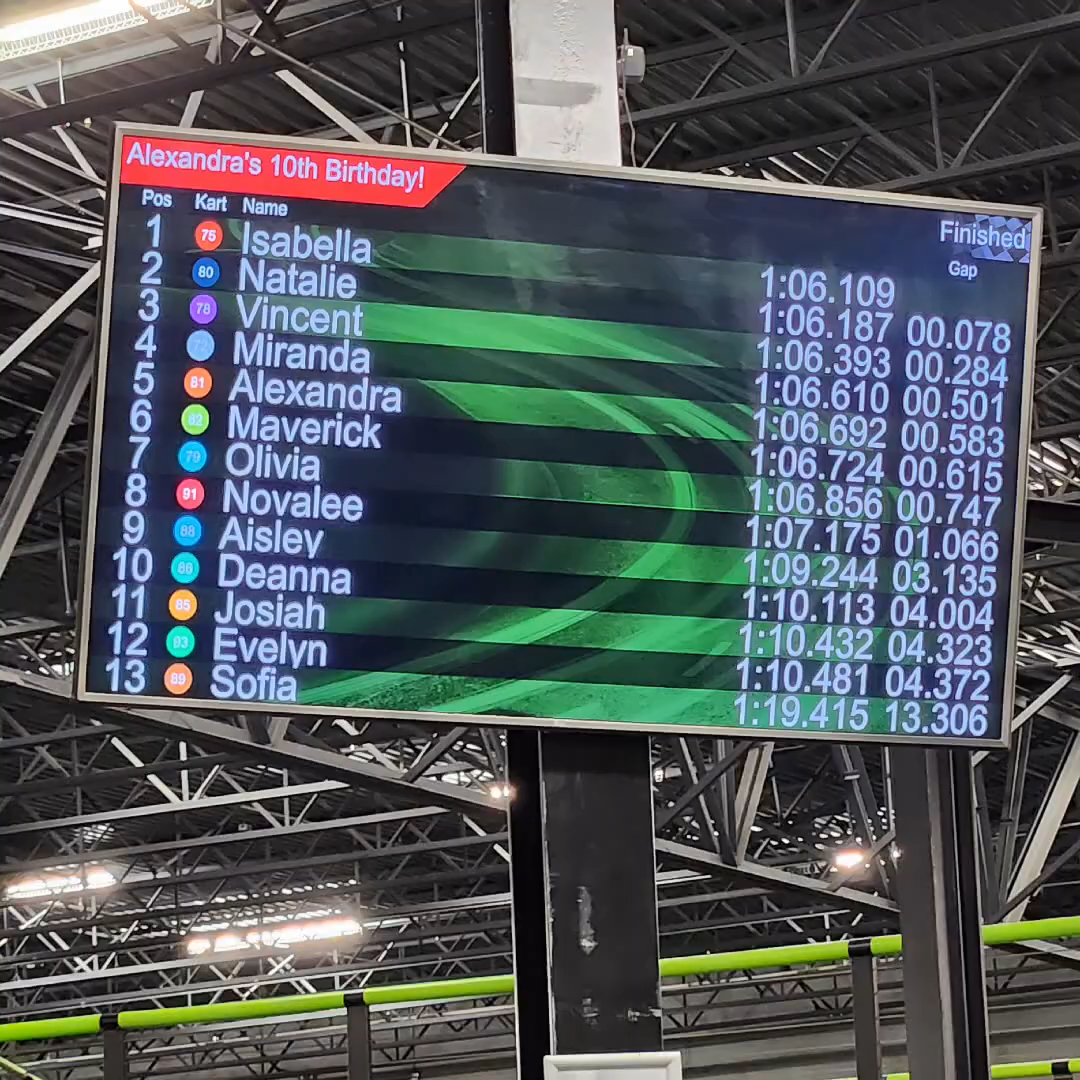 Alexandra's 10th Birthday!
Finished
Pos Kart Name Gap
1 75 Isabella 1:06.109
2 80 Natalie 1:06.187 00.078
3 78 Vincent 1:06.393 00.284
4 72 Miranda 1:06.610 00.501
5 81 Alexandra 1:06.692 00.583
6 82 Maverick 1:06.724 00.615
7 79 Olivia 1:06.856 00.747
8 91 Novalee 1:07.175 01.066
9 88 Aisley 1:09.244 03.135
10 86 Deanna 1:10.113 04.004
11 85 Josiah 1:10.432 04.323
12 93 Evelyn 1:10.481 04.372
13 89 Sofia 1:19.415 13.306